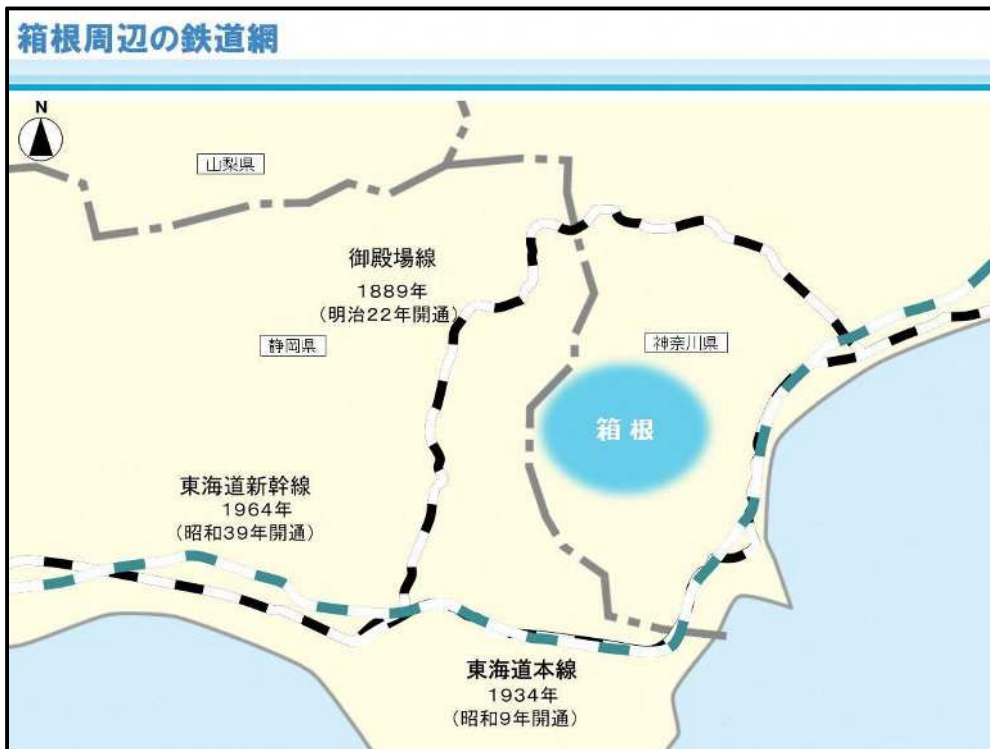 箱根周辺の鉄道網
N
山梨県
御殿場線
1889年
（明治22年開通）
静岡県
神奈川県
箱根
東海道新幹線
1964年
（昭和39年開通）
東海道本線
1934年
（昭和9年開通）